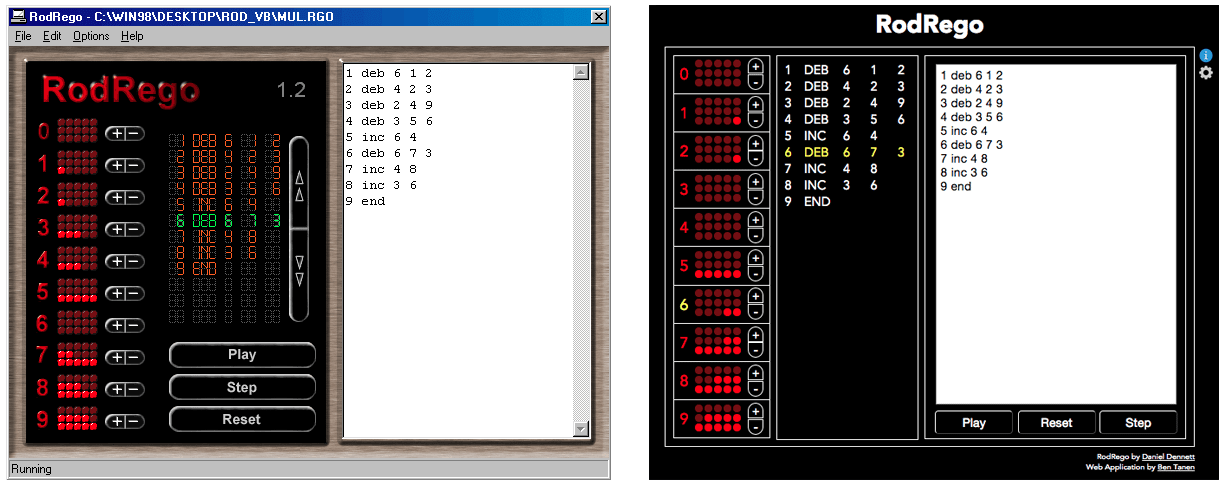 RodRego - C:\WIN98\DESKTOP\ROD_VB\MUL.RGO
File Edit Options Help
RodRego 1.2
0 + −
1 + −
2 + −
3 + −
4 + −
5 + −
6 + −
7 + −
8 + −
9 + −
DEB 6 2
2 DEB 4 2 3
3 DEB 2 4 9
4 DEB 3 5 6
5 INC 6 4
6 DEB 6 7 3
7 INC 4 8
8 INC 3 6
9 END
Play
Step
Reset
1 deb 6 1 2
2 deb 4 2 3
3 deb 2 4 9
4 deb 3 5 6
5 inc 6 4
6 deb 6 7 3
7 inc 4 8
8 inc 3 6
9 end
Running
RodRego
0 + -
1 + -
2 + -
3 + -
4 + -
5 + -
6 + -
7 + -
8 + -
9 + -
1 DEB 6 1 2
2 DEB 4 2 3
3 DEB 2 4 9
4 DEB 3 5 6
5 INC 6 4
6 DEB 6 7 3
7 INC 4 8
8 INC 3 6
9 END
1 deb 6 1 2
2 deb 4 2 3
3 deb 2 4 9
4 deb 3 5 6
5 inc 6 4
6 deb 6 7 3
7 inc 4 8
8 inc 3 6
9 end
Play Reset Step
i
RodRego by Daniel Dennett
Web Application by Ben Tanen